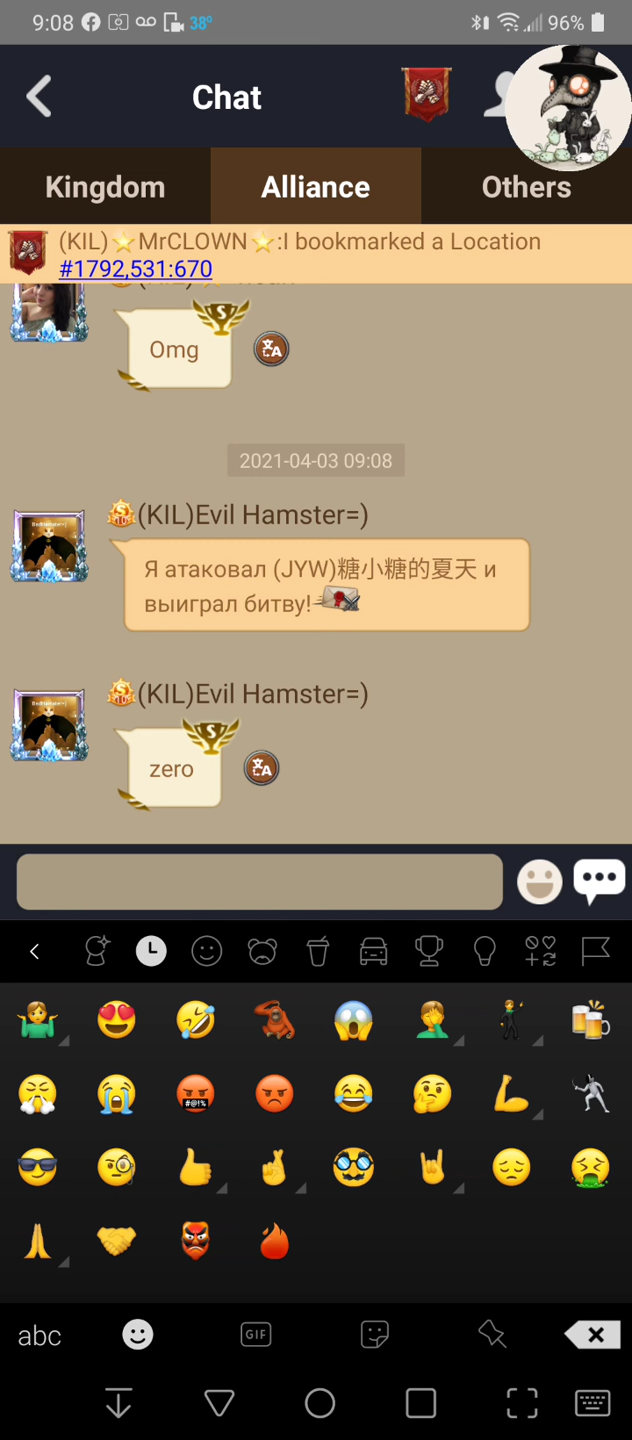 9:08 38° 96%
Chat
Kingdom Alliance Others
(KIL)⭐MrCLOWN⭐:I bookmarked a Location
#1792,531:670
Omg
2021-04-03 09:08
(KIL)Evil Hamster=)
Я атаковал (JYW)糖小糖的夏天 и
выиграл битву!
(KIL)Evil Hamster=)
zero
abc GIF